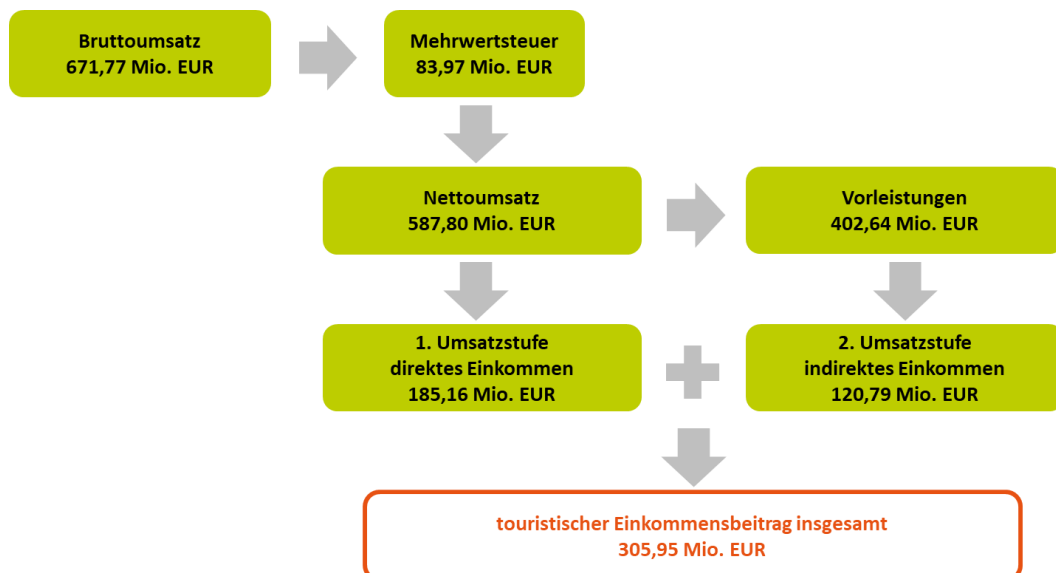 Bruttoumsatz
671,77 Mio. EUR
Mehrwertsteuer
83,97 Mio. EUR
Nettoumsatz
587,80 Mio. EUR
Vorleistungen
402,64 Mio. EUR
1. Umsatzstufe
direktes Einkommen
185,16 Mio. EUR
2. Umsatzstufe
indirektes Einkommen
120,79 Mio. EUR
touristischer Einkommensbeitrag insgesamt
305,95 Mio. EUR